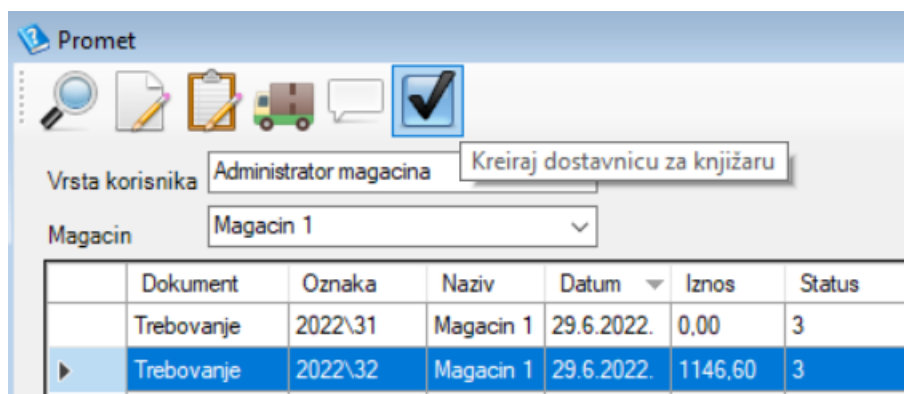 Promet
Kreiraj dostavnicu za knjižaru
Vrsta korisnika Administrator magacina
Magacin Magacin 1
Dokument Oznaka Naziv Datum Iznos Status
Trebovanje 2022\31 Magacin 1 29.6.2022. 0,00 3
Trebovanje 2022\32 Magacin 1 29.6.2022. 1146,60 3